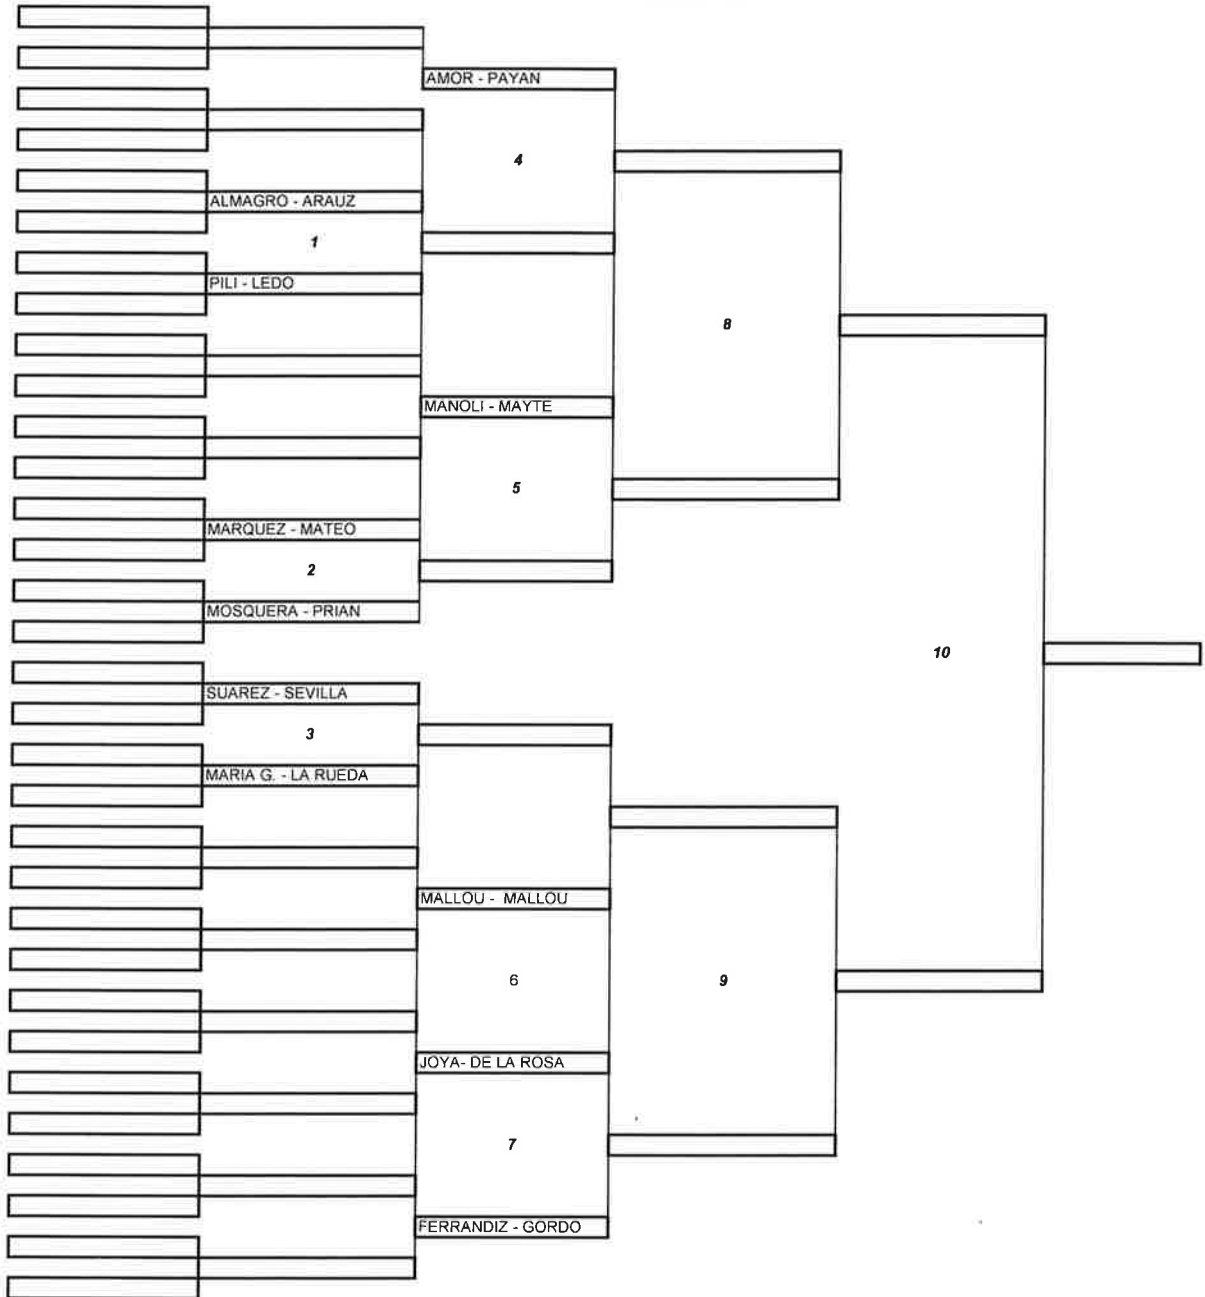 AMOR - PAYAN
4
ALMAGRO - ARAUZ
1
PILI - LEDO
8
MANOLI - MAYTE
5
MARQUEZ - MATEO
2
MOSQUERA - PRIAN
10
SUAREZ - SEVILLA
3
MARIA G. - LA RUEDA
MALLOU - MALLOU
6
9
JOYA- DE LA ROSA
7
FERRANDIZ - GORDO